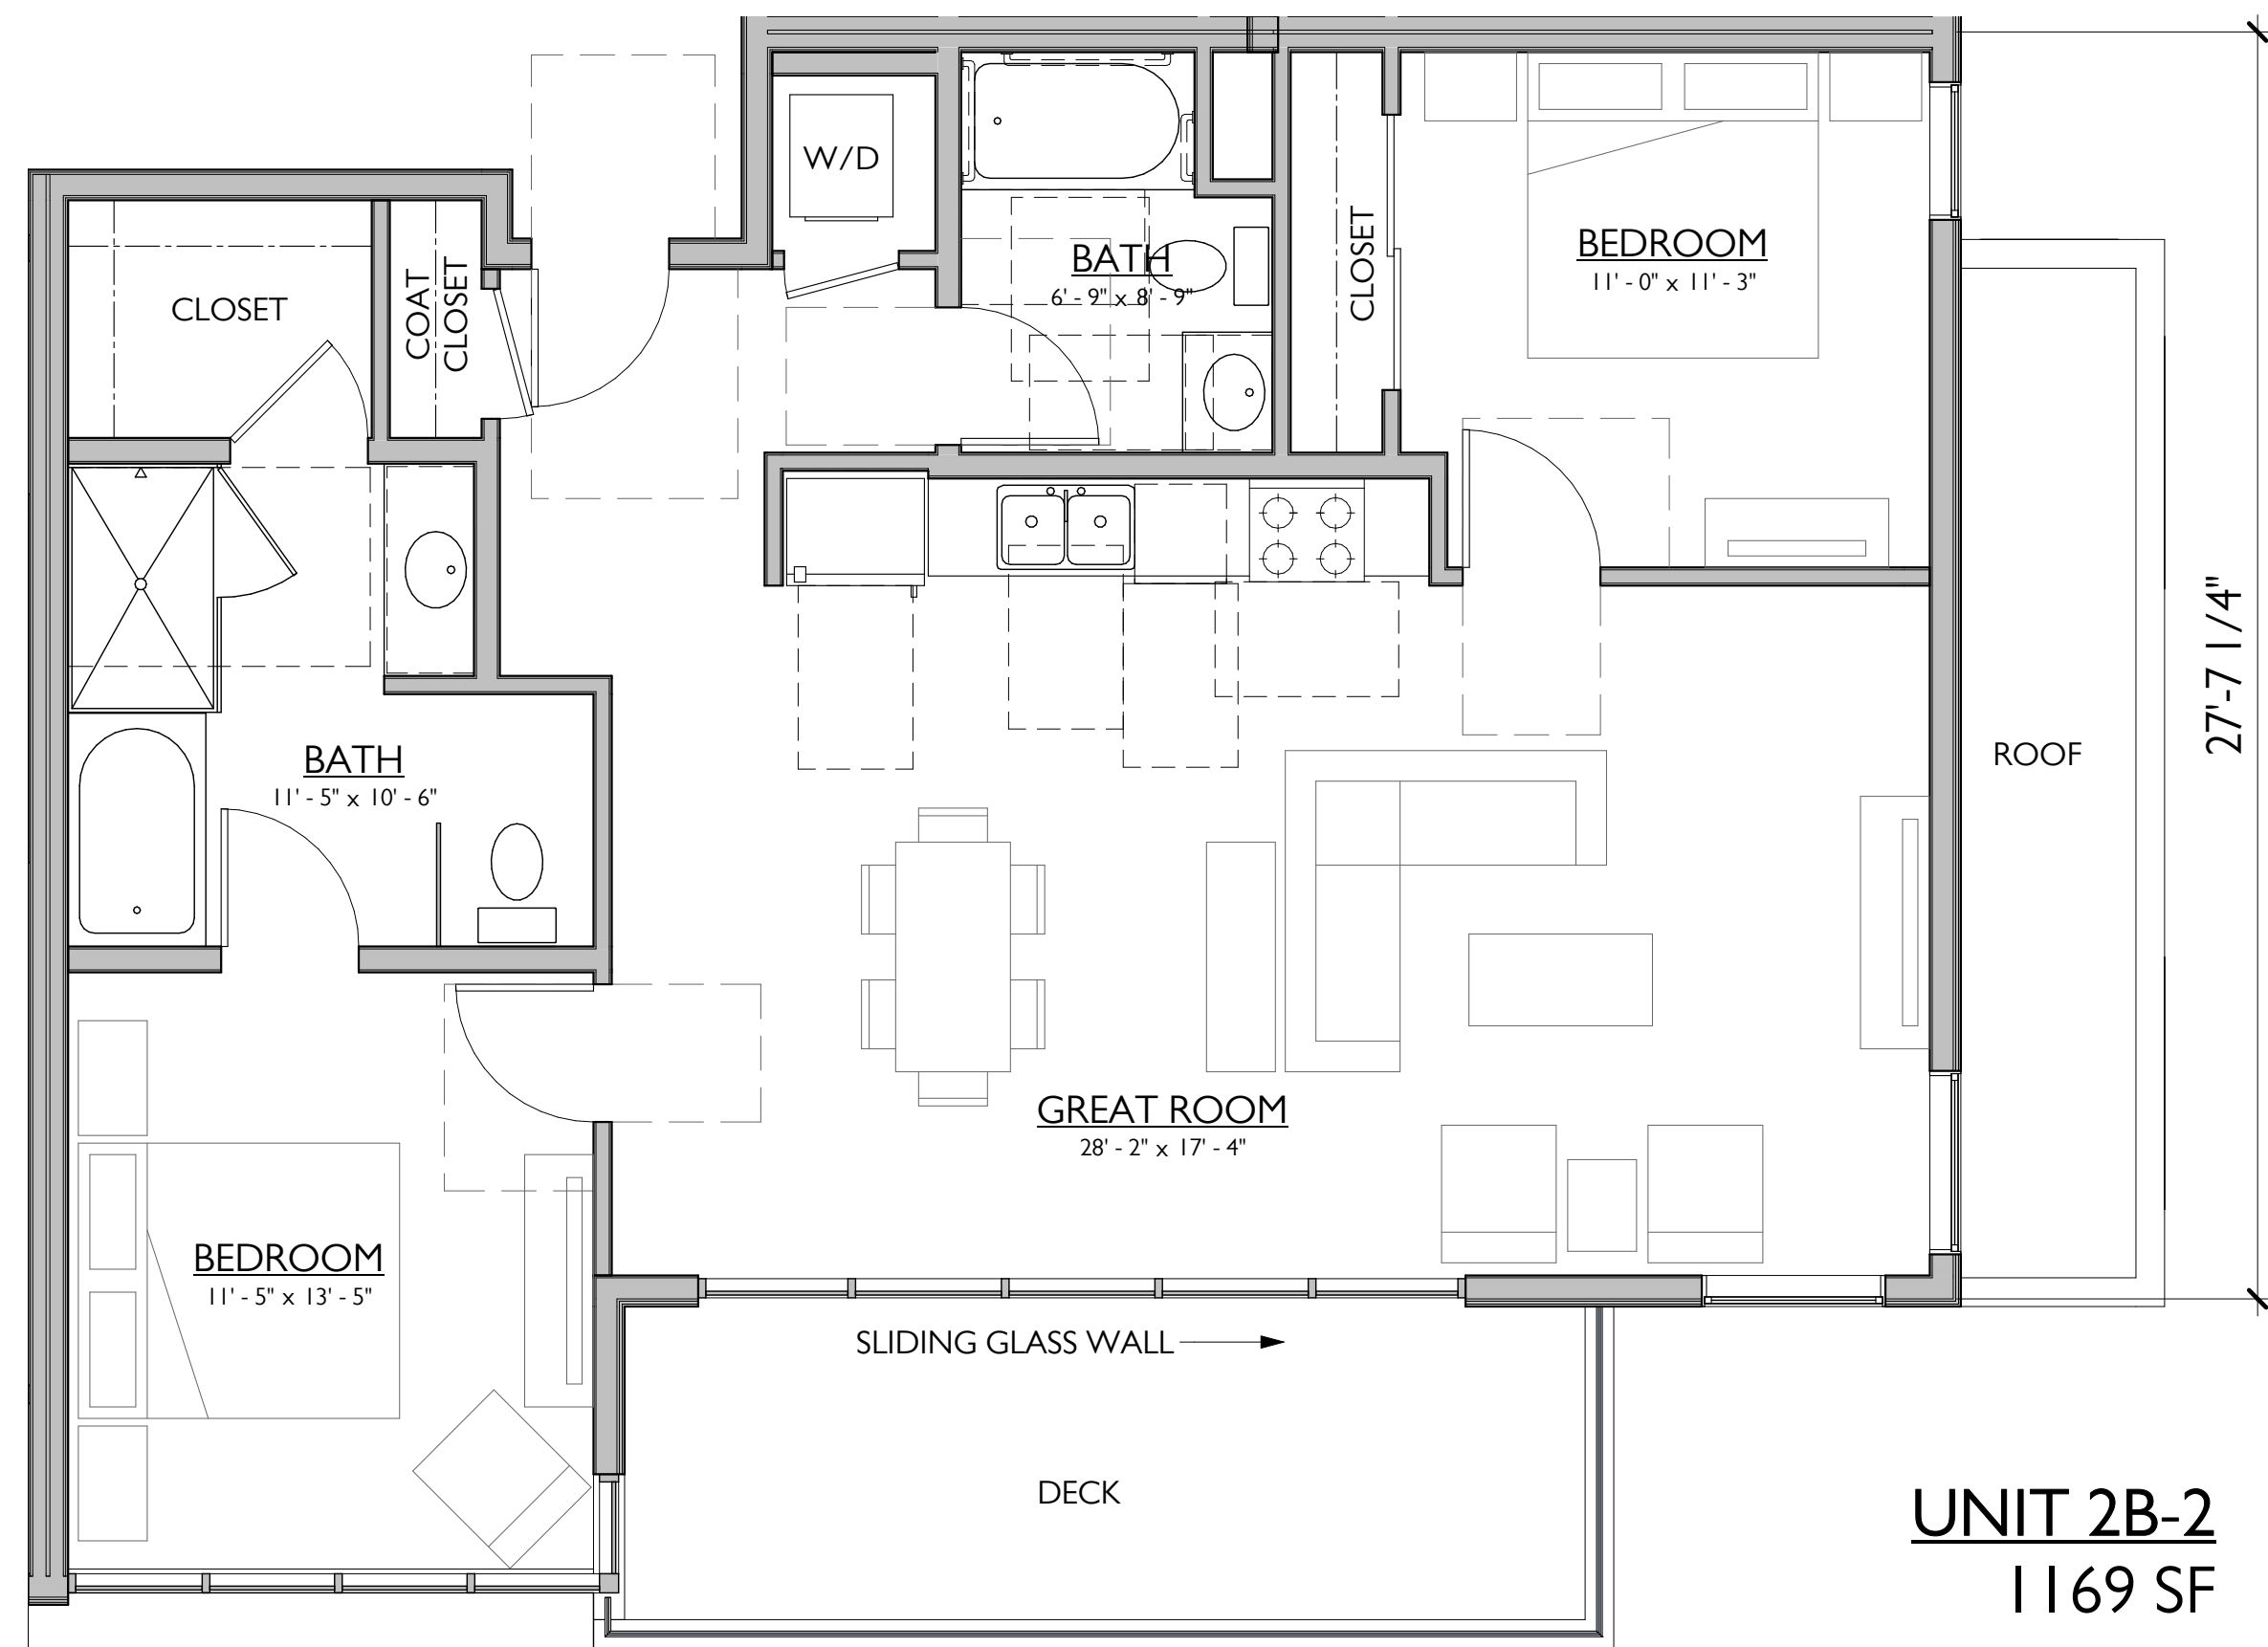 W/D
BATH
6' - 9" x 8' - 9"
CLOSET
BEDROOM
11' - 0" x 11' - 3"
CLOSET
COAT
CLOSET
27'-7 1/4"
ROOF
BATH
11' - 5" x 10' - 6"
GREAT ROOM
28' - 2" x 17' - 4"
BEDROOM
11' - 5" x 13' - 5"
SLIDING GLASS WALL
DECK
UNIT 2B-2
1169 SF